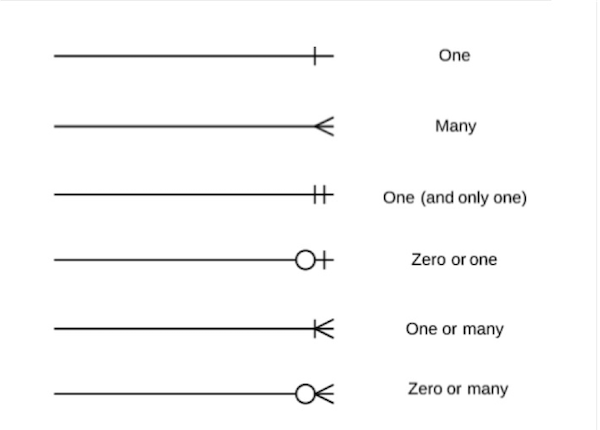 One
Many
One (and only one)
Zero or one
One or many
Zero or many